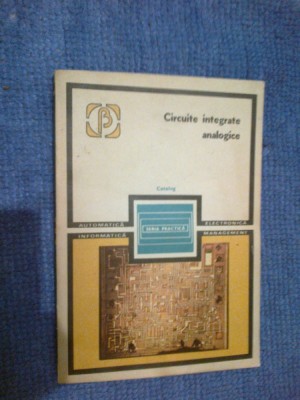 Circuite integrate
analogice
Catalog
AUTOMATICĂ
ELECTRONICĂ
SERIA PRACTICĂ
INFORMATICĂ
MANAGEMENT